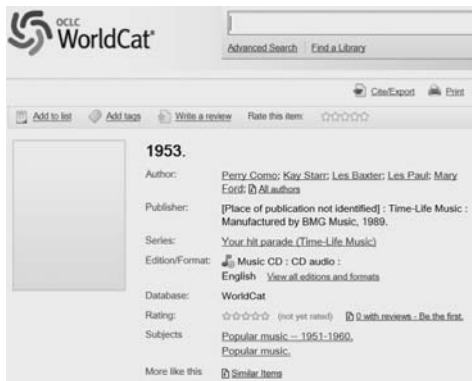 OCLC
WorldCat®
Advanced Search Find a Library
Cite/Export Print
Add to list Add tags Write a review Rate this item:
1953.
Author: Perry Como; Kay Starr; Les Baxter; Les Paul; Mary
Ford; All authors
Publisher: [Place of publication not identified] : Time-Life Music :
Manufactured by BMG Music, 1989.
Series: Your hit parade (Time-Life Music)
Edition/Format: Music CD : CD audio :
English View all editions and formats
Database: WorldCat
Rating: (not yet rated) 0 with reviews - Be the first.
Subjects Popular music -- 1951-1960.
Popular music.
More like this Similar Items